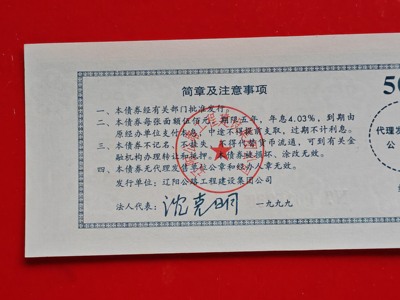 简章及注意事项
一、本债券经有关部门批准发行。
二、本债券每张面额伍佰元，期限五年，年息4.03%，到期由
原经办单位支付本息，中途不得提前支取，过期不计利息。
三、本债券不记名，不挂失，不得代替货币流通，可到有关金
融机构办理转让和抵押。本债券如损坏、涂改无效。
四、本债券无代理发售单位公章和经办人章无效。
发行单位：辽阳公路工程建设集团公司
法人代表：沈克明 一九九九
50
代理发
公